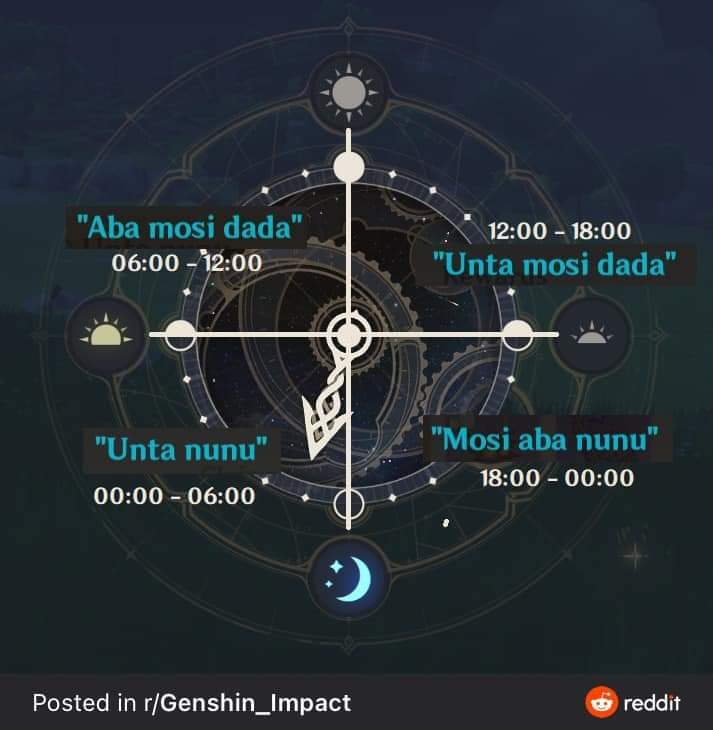 "Aba mosi dada"
06:00 – 12:00
12:00 – 18:00
"Unta mosi dada"
"Unta nunu"
00:00 – 06:00
"Mosi aba nunu"
18:00 – 00:00
Posted in r/Genshin_Impact
reddit